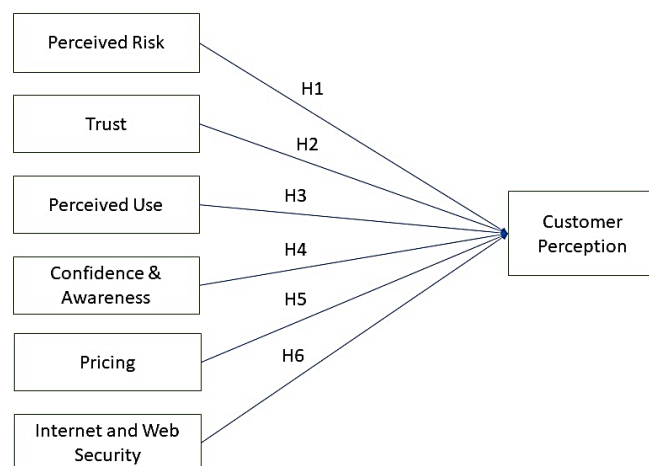 Perceived Risk
H1
Trust
H2
Perceived Use
H3
Customer
Perception
H4
Confidence &
Awareness
H5
Pricing
H6
Internet and Web
Security